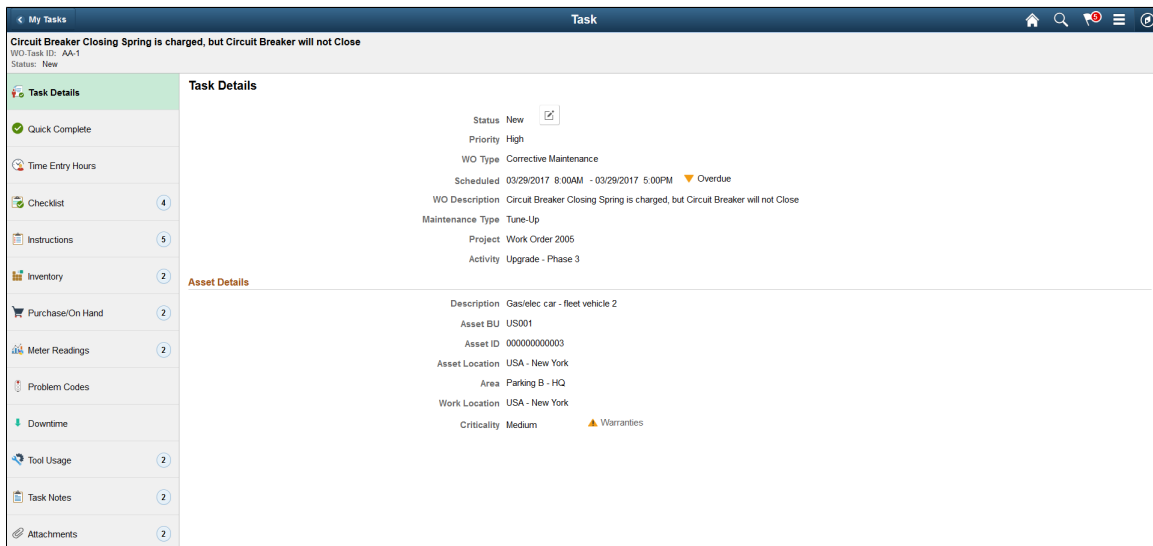 My Tasks
Task
5
Circuit Breaker Closing Spring is charged, but Circuit Breaker will not Close
WO-Task ID: AA-1
Status: New
Task Details
Quick Complete
Time Entry Hours
Checklist 4
Instructions 5
Inventory 2
Purchase/On Hand 2
Meter Readings 2
Problem Codes
Downtime
Tool Usage 2
Task Notes 2
Attachments 2
Task Details
Status New
Priority High
WO Type Corrective Maintenance
Scheduled 03/29/2017 8:00AM - 03/29/2017 5:00PM Overdue
WO Description Circuit Breaker Closing Spring is charged, but Circuit Breaker will not Close
Maintenance Type Tune-Up
Project Work Order 2005
Activity Upgrade - Phase 3
Asset Details
Description Gas/elec car - fleet vehicle 2
Asset BU US001
Asset ID 000000000003
Asset Location USA - New York
Area Parking B - HQ
Work Location USA - New York
Criticality Medium Warranties